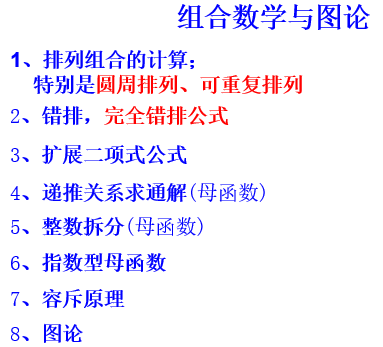 组合数学与图论
1、排列组合的计算；
特别是圆周排列、可重复排列
2、错排，完全错排公式
3、扩展二项式公式
4、递推关系求通解(母函数)
5、整数拆分(母函数)
6、指数型母函数
7、容斥原理
8、图论